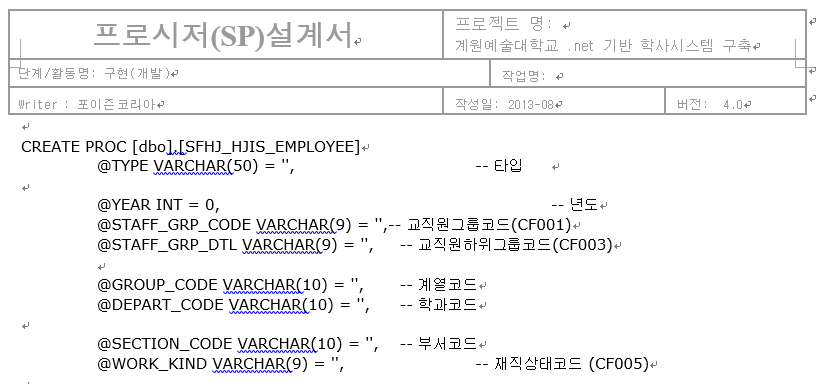 프로시저(SP)설계서
프로젝트 명:
계원예술대학교 .net 기반 학사시스템 구축
단계/활동명: 구현(개발)
작업명:
Writer : 포이즌코리아
작성일: 2013-08
버전: 4.0
CREATE PROC [dbo].[SFHJ_HJIS_EMPLOYEE]
@TYPE VARCHAR(50) = '', -- 타입
@YEAR INT = 0, -- 년도
@STAFF_GRP_CODE VARCHAR(9) = '',-- 교직원그룹코드(CF001)
@STAFF_GRP_DTL VARCHAR(9) = '', -- 교직원하위그룹코드(CF003)
@GROUP_CODE VARCHAR(10) = '', -- 계열코드
@DEPART_CODE VARCHAR(10) = '', -- 학과코드
@SECTION_CODE VARCHAR(10) = '', -- 부서코드
@WORK_KIND VARCHAR(9) = '', -- 재직상태코드 (CF005)